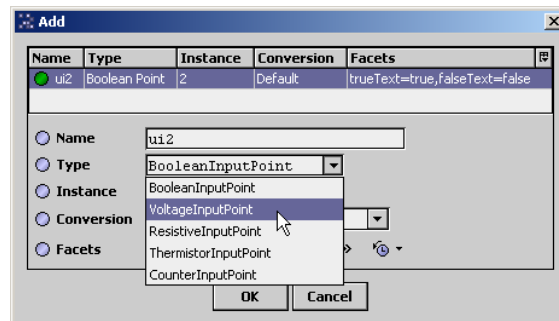 Add
Name Type Instance Conversion Facets
ui2 Boolean Point 2 Default trueText=true,falseText=false
Name ui2
Type BooleanInputPoint
Instance BooleanInputPoint
Conversion VoltageInputPoint
ResistiveInputPoint
Facets ThermistorInputPoint
CounterInputPoint
OK Cancel